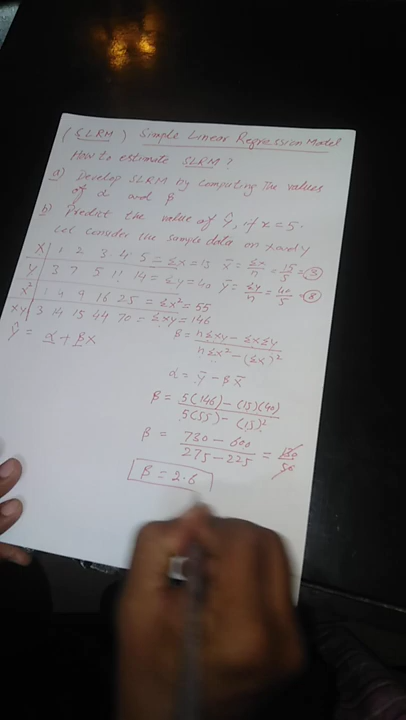 (SLRM) Simple Linear Regression Model
How to estimate SLRM?
a) Develop SLRM by computing the values
of α and β
b) Predict the value of Ŷ, if x = 5.
Let Consider the sample data on x and y
X | 1 2 3 4 5 = Σx = 15 x̄ = Σx/n = 15/5 = 3
Y | 3 7 5 11 14 = Σy = 40 ȳ = Σy/n = 40/5 = 8
X² | 1 4 9 16 25 = Σx² = 55
XY | 3 14 15 44 70 = Σxy = 146
Ŷ = α + βX
β = nΣxy - ΣxΣy / nΣx² - (Σx)²
α = Ȳ - β X̄
β = 5(146) - (15)(40) / 5(55) - (15)²
β = 730 - 600 / 275 - 225 = 130/50
β = 2.6